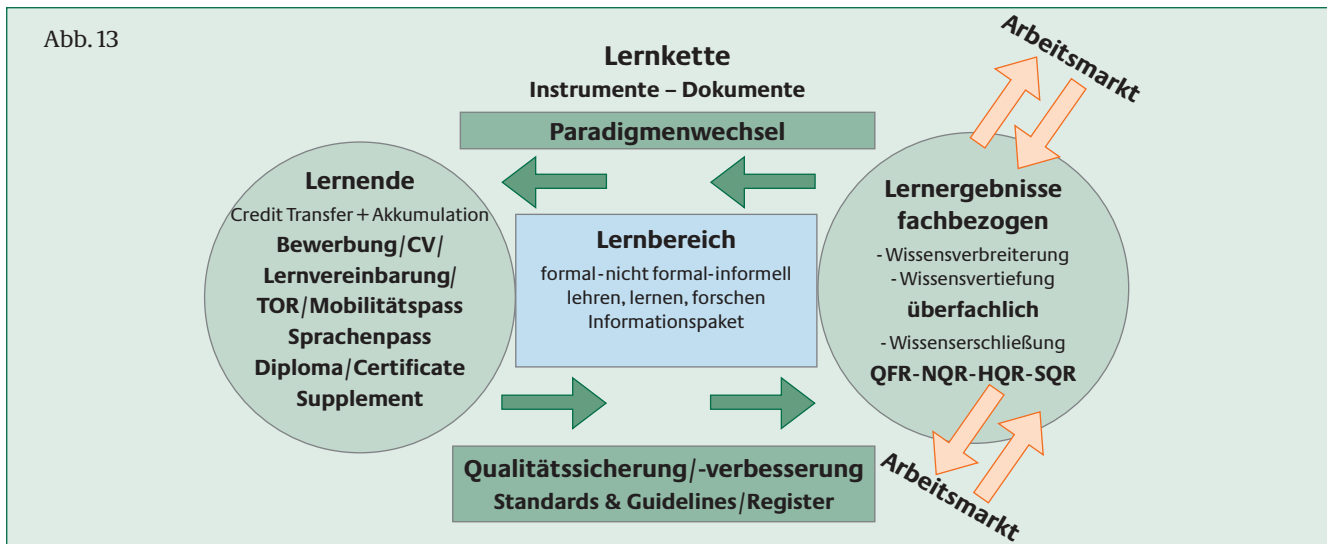 Abb. 13
Lernkette
Instrumente – Dokumente
Paradigmenwechsel
Arbeitsmarkt
Lernende
Credit Transfer + Akkumulation
Bewerbung/CV/
Lernvereinbarung/
TOR/Mobilitätspass
Sprachenpass
Diploma/Certificate
Supplement
Lernbereich
formal-nicht formal-informell
lehren, lernen, forschen
Informationspaket
Lernergebnisse
fachbezogen
- Wissensverbreiterung
- Wissensvertiefung
überfachlich
- Wissenserschließung
QFR-NQR-HQR-SQR
Qualitätssicherung/-verbesserung
Standards & Guidelines/Register
Arbeitsmarkt